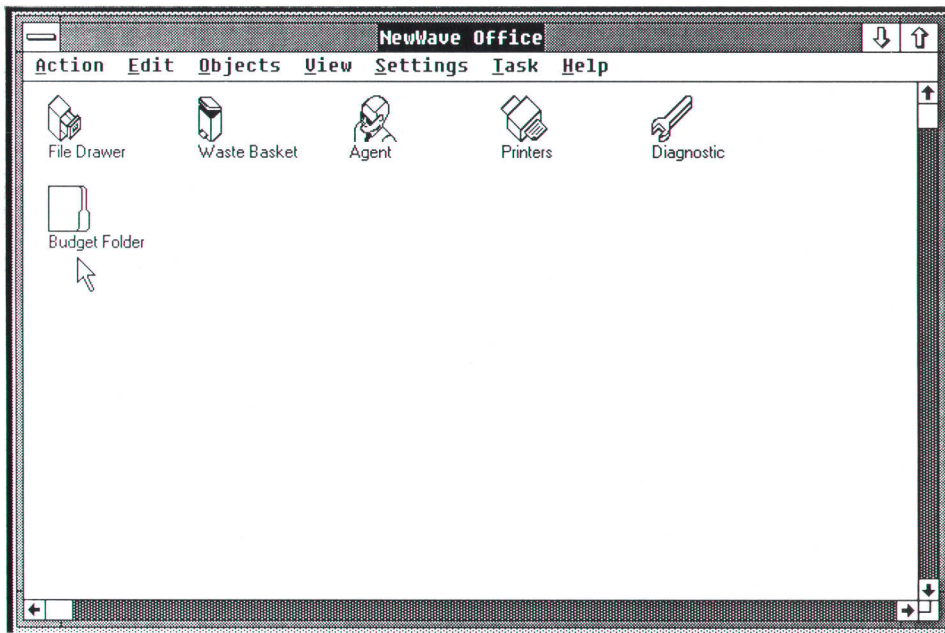 NewWave Office
Action Edit Objects View Settings Task Help
File Drawer Waste Basket Agent Printers Diagnostic
Budget Folder